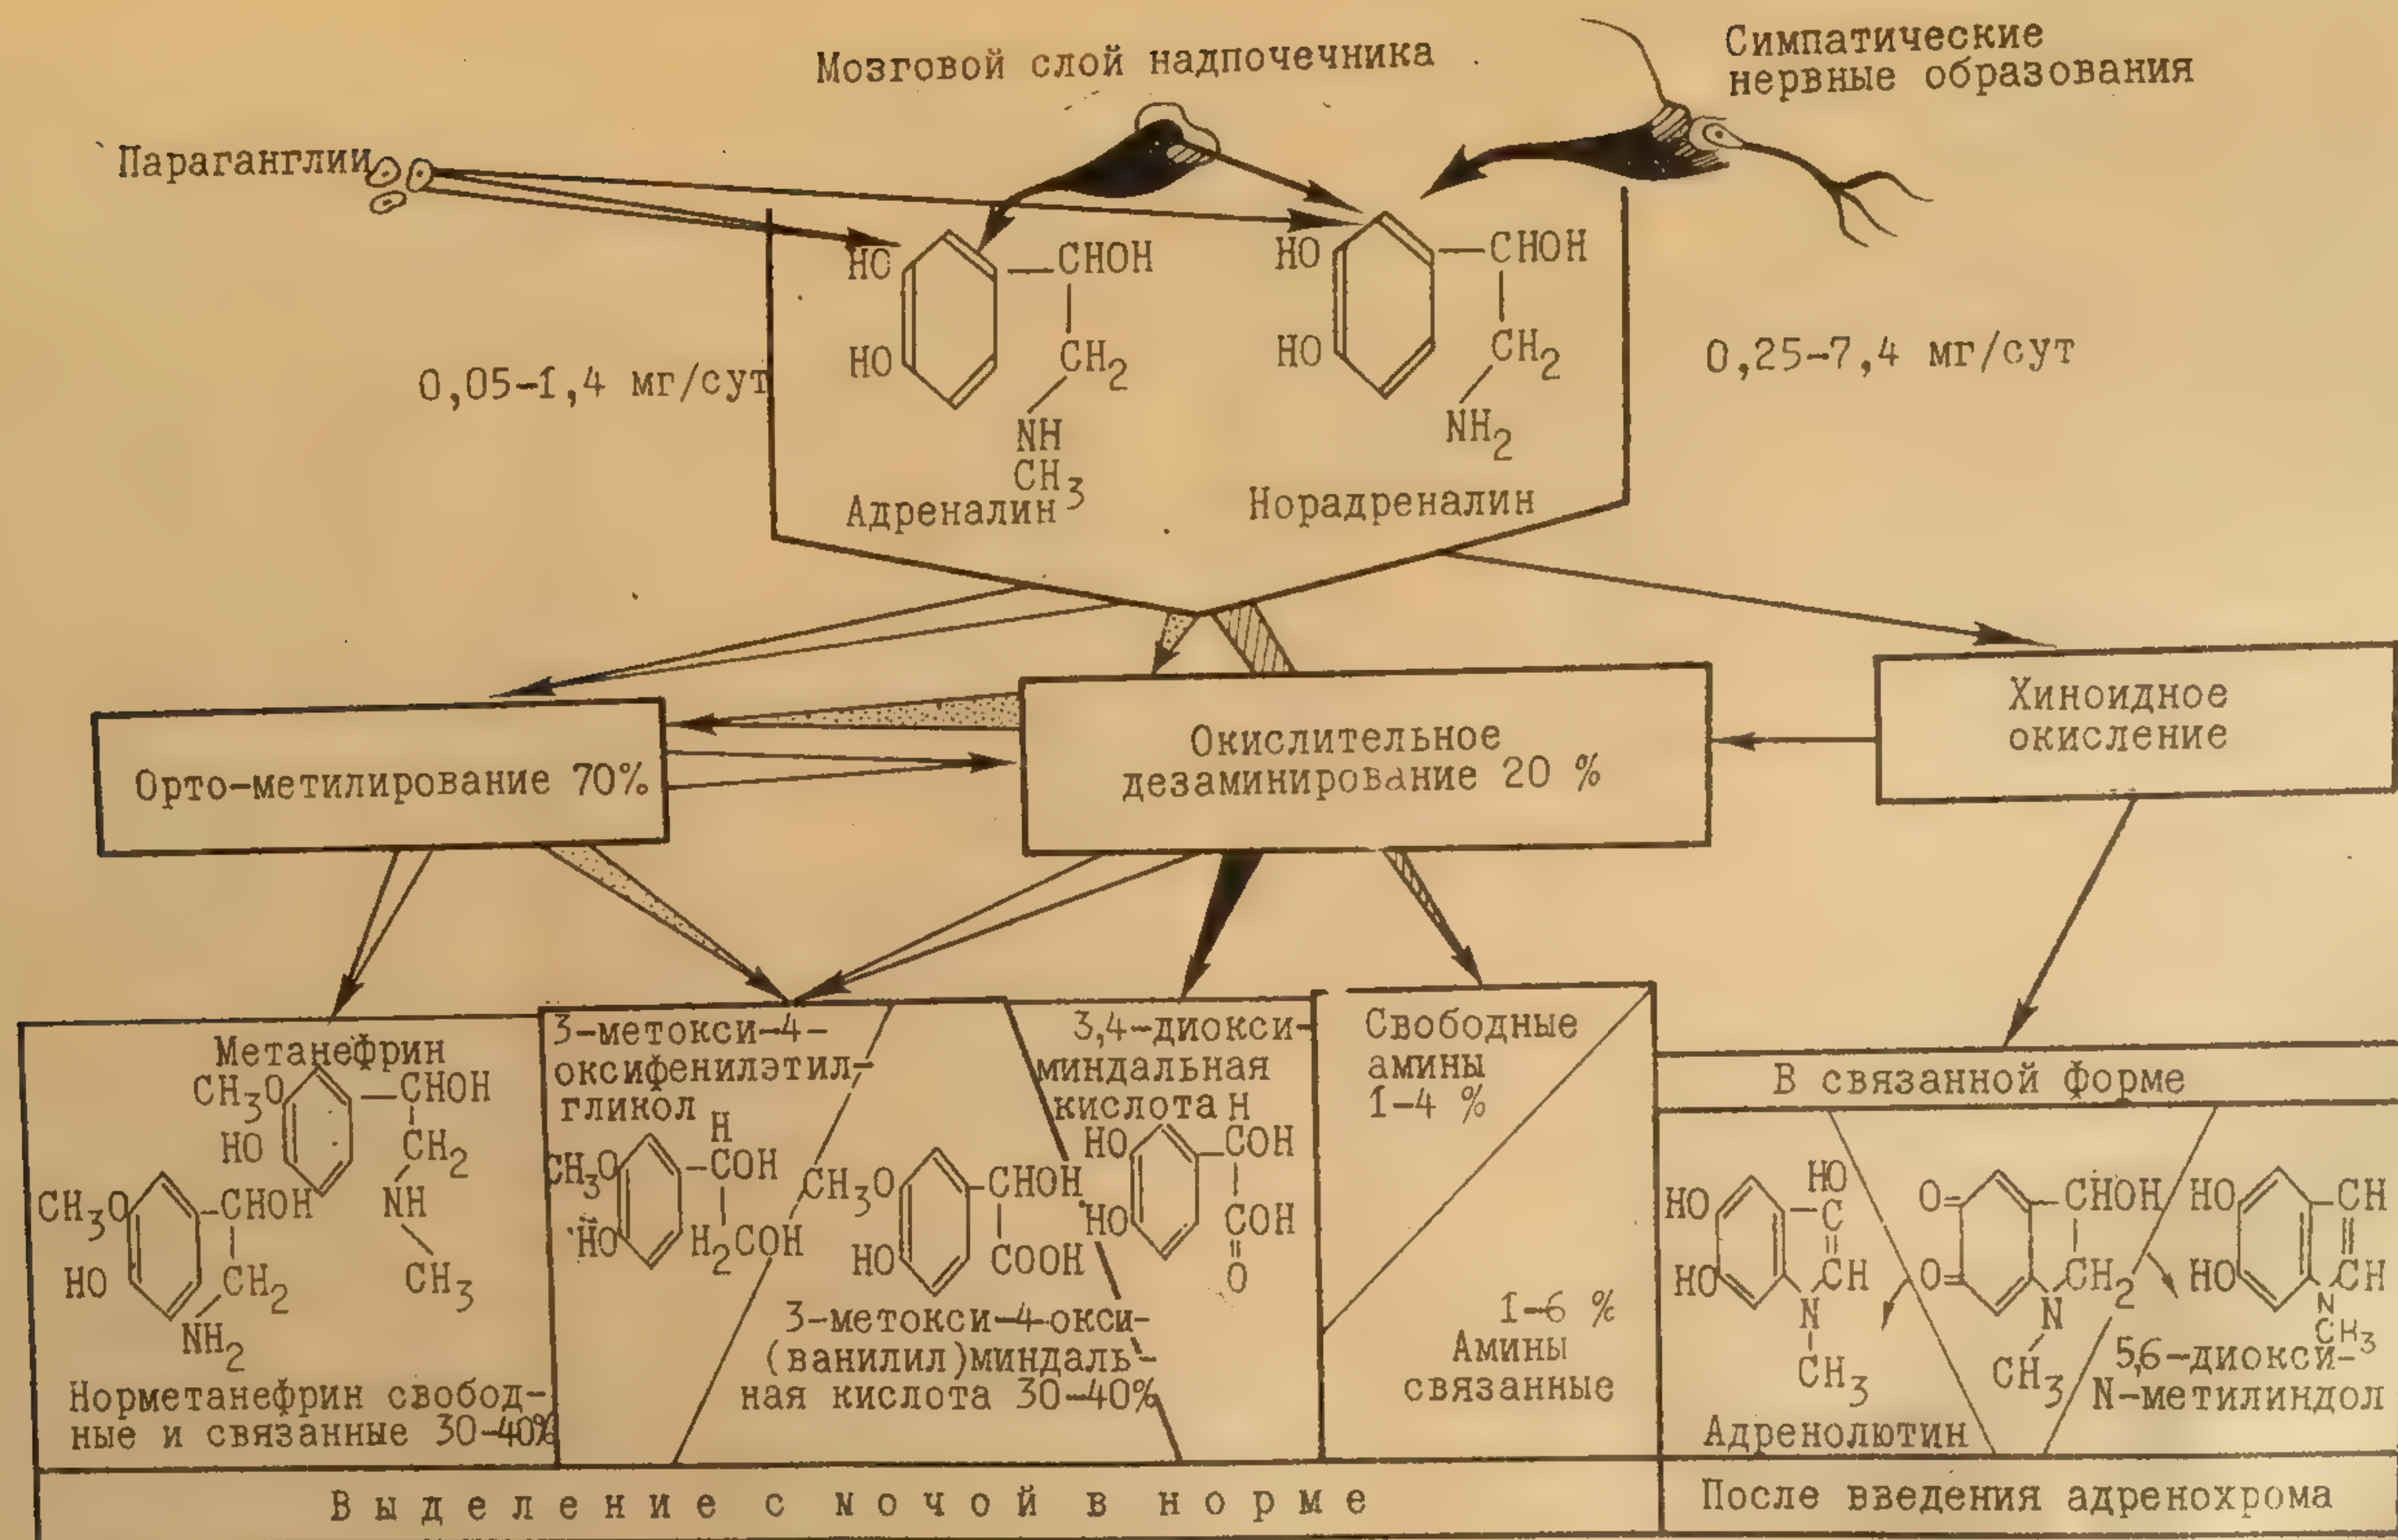 Мозговой слой надпочечника
Симпатические
нервные образования
Параганглии
HO
CHOH
HO
CH2
NH
CH3
Адреналин
HO
CHOH
HO
CH2
NH2
Норадреналин
0,05-1,4 мг/сут
0,25-7,4 мг/сут
Орто-метилирование 70%
Окислительное
дезаминирование 20 %
Хиноидное
окисление
Метанефрин
CH3O
CHOH
HO
CH2
NH
CH3
CH3O
CHOH
HO
CH2
NH2
Норметанефрин свобод-
ные и связанные 30-40%
3-метокси-4-
оксифенилэтил-
гликол
H
CH3O
COH
HO
H2COH
CH3O
CHOH
HO
COOH
3-метокси-4-окси-
(ванилил)миндаль-
ная кислота 30-40%
3,4-диокси-
миндальная
кислота
H
HO
COH
HO
COH
O
Свободные
амины
1-4 %
1-6 %
Амины
связанные
В связанной форме
HO
HO
C
HO
CH
N
CH3
Адренолютин
O=
CHOH
O=
CH2
N
CH3
HO
CH
HO
CH
N
CH3
5,6-диокси-
N-метилиндол
Выделение с мочой в норме
После введения адренохрома